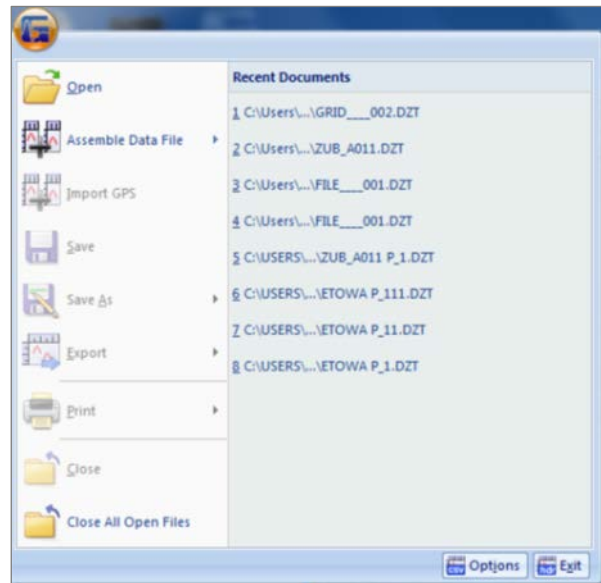 Open
Assemble Data File
Import GPS
Save
Save As
Export
Print
Close
Close All Open Files
Recent Documents
1 C:\Users\...\GRID____002.DZT
2 C:\Users\...\ZUB_A011.DZT
3 C:\Users\...\FILE____001.DZT
4 C:\Users\...\FILE____001.DZT
5 C:\USERS\...\ZUB_A011 P_1.DZT
6 C:\USERS\...\ETOWA P_111.DZT
7 C:\USERS\...\ETOWA P_11.DZT
8 C:\USERS\...\ETOWA P_1.DZT
Options
Exit